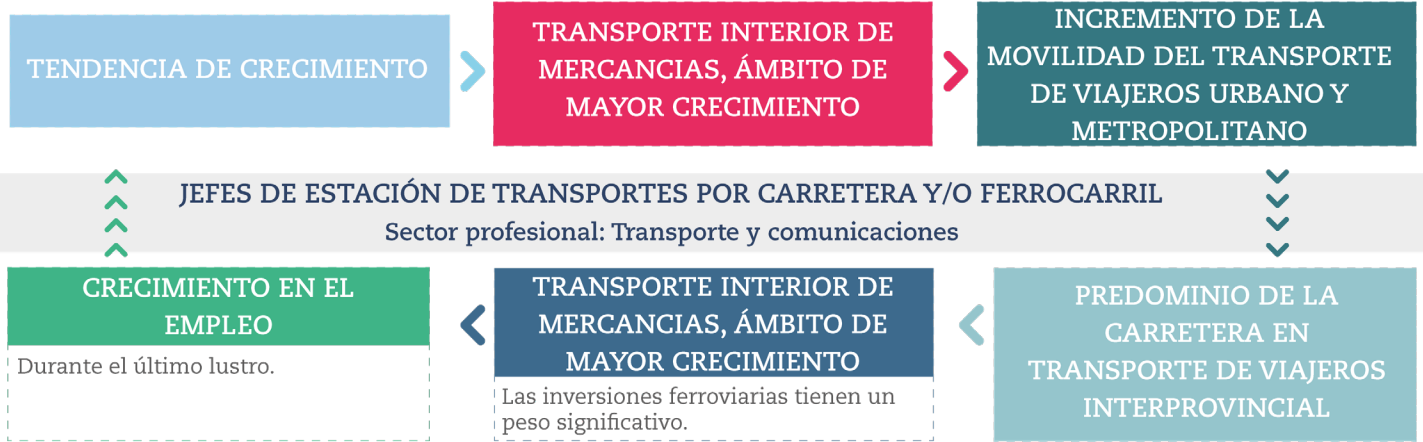 TENDENCIA DE CRECIMIENTO
TRANSPORTE INTERIOR DE
MERCANCIAS, ÁMBITO DE
MAYOR CRECIMIENTO
INCREMENTO DE LA
MOVILIDAD DEL TRANSPORTE
DE VIAJEROS URBANO Y
METROPOLITANO
JEFES DE ESTACIÓN DE TRANSPORTES POR CARRETERA Y/O FERROCARRIL
Sector profesional: Transporte y comunicaciones
CRECIMIENTO EN EL
EMPLEO
Durante el último lustro.
TRANSPORTE INTERIOR DE
MERCANCIAS, ÁMBITO DE
MAYOR CRECIMIENTO
Las inversiones ferroviarias tienen un
peso significativo.
PREDOMINIO DE LA
CARRETERA EN
TRANSPORTE DE VIAJEROS
INTERPROVINCIAL